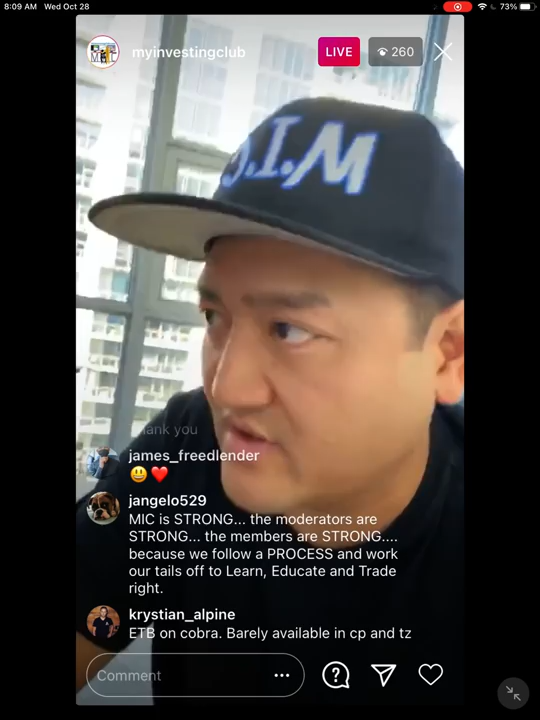 8:09 AM Wed Oct 28
73%
myinvestingclub
LIVE
260
M.I.C
hank you
james_freedlender
😃❤️
jangelo529
MIC is STRONG... the moderators are
STRONG... the members are STRONG....
because we follow a PROCESS and work
our tails off to Learn, Educate and Trade
right.
krystian_alpine
ETB on cobra. Barely available in cp and tz
Comment